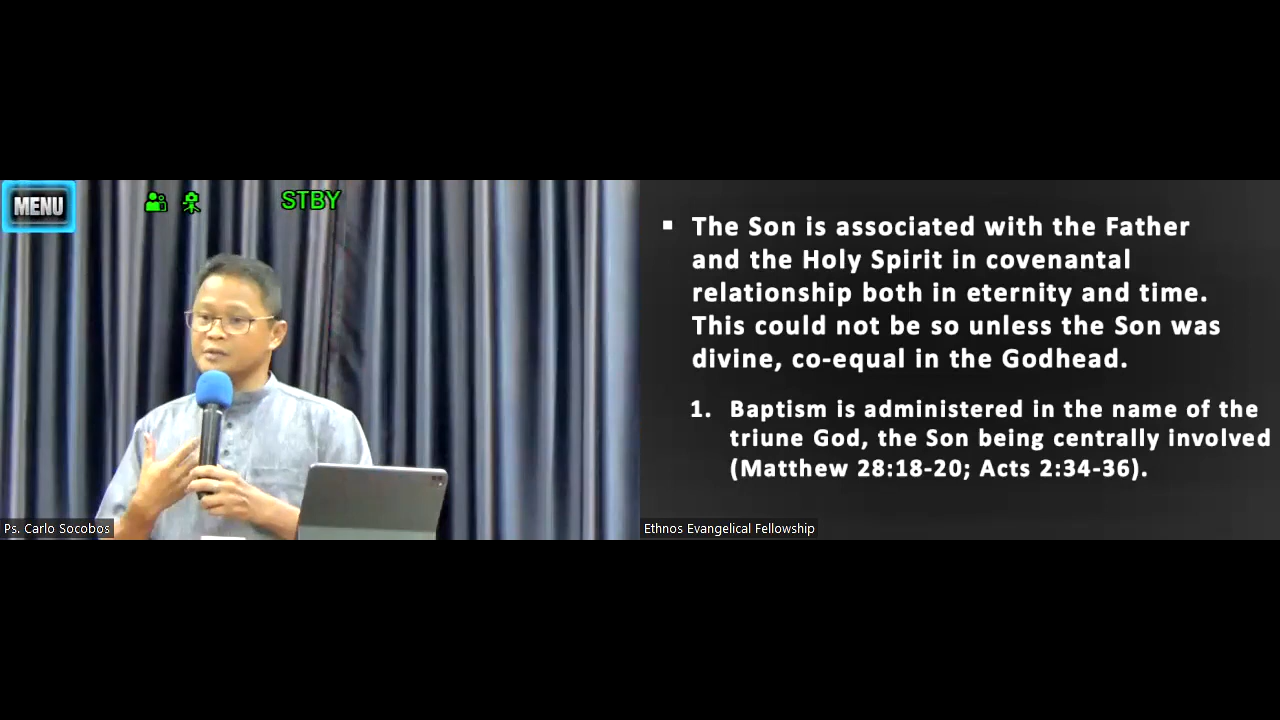 MENU
STBY
Ps. Carlo Socobos
▪ The Son is associated with the Father
and the Holy Spirit in covenantal
relationship both in eternity and time.
This could not be so unless the Son was
divine, co-equal in the Godhead.
1. Baptism is administered in the name of the
triune God, the Son being centrally involved
(Matthew 28:18-20; Acts 2:34-36).
Ethnos Evangelical Fellowship